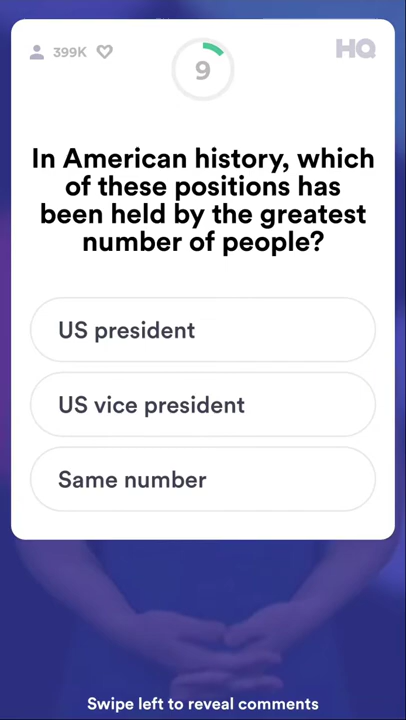 399K
HQ
9
In American history, which
of these positions has
been held by the greatest
number of people?
US president
US vice president
Same number
Swipe left to reveal comments